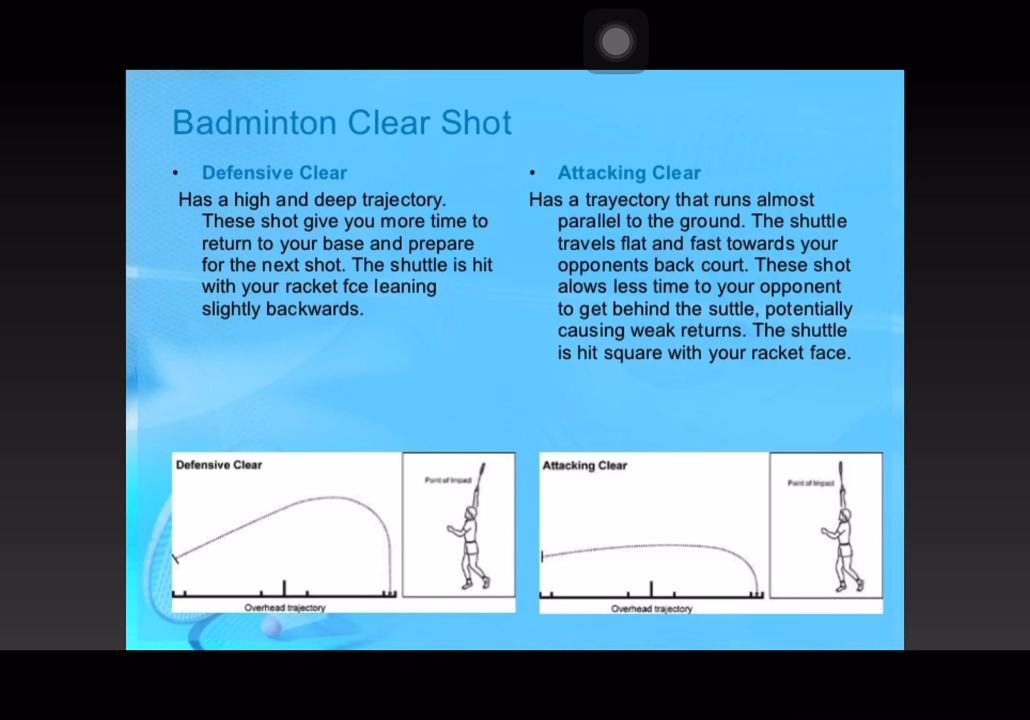 Badminton Clear Shot
• Defensive Clear
Has a high and deep trajectory.
These shot give you more time to
return to your base and prepare
for the next shot. The shuttle is hit
with your racket fce leaning
slightly backwards.
• Attacking Clear
Has a trayectory that runs almost
parallel to the ground. The shuttle
travels flat and fast towards your
opponents back court. These shot
alows less time to your opponent
to get behind the suttle, potentially
causing weak returns. The shuttle
is hit square with your racket face.
Defensive Clear
Point of Impact
Overhead trajectory
Attacking Clear
Point of Impact
Overhead trajectory